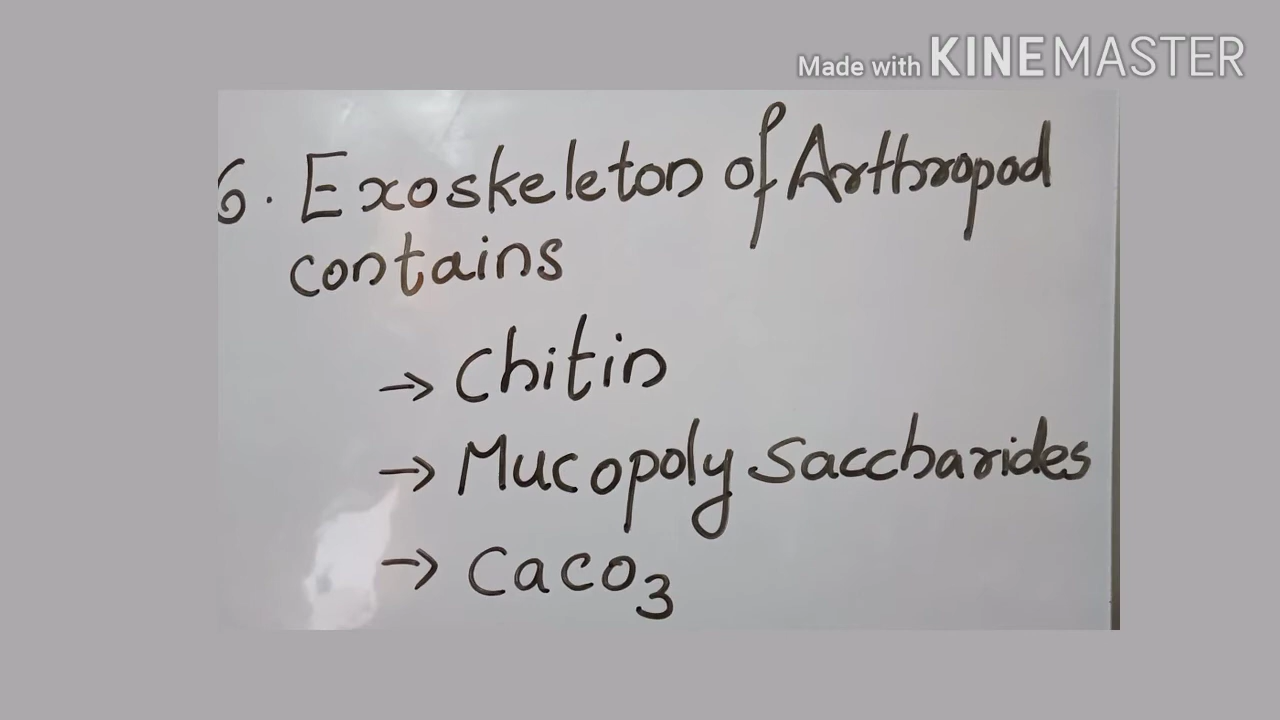 Made with KINEMASTER
6. Exoskeleton of Arthropod
contains
→ Chitin
→ Mucopoly saccharides
→ CaCO3